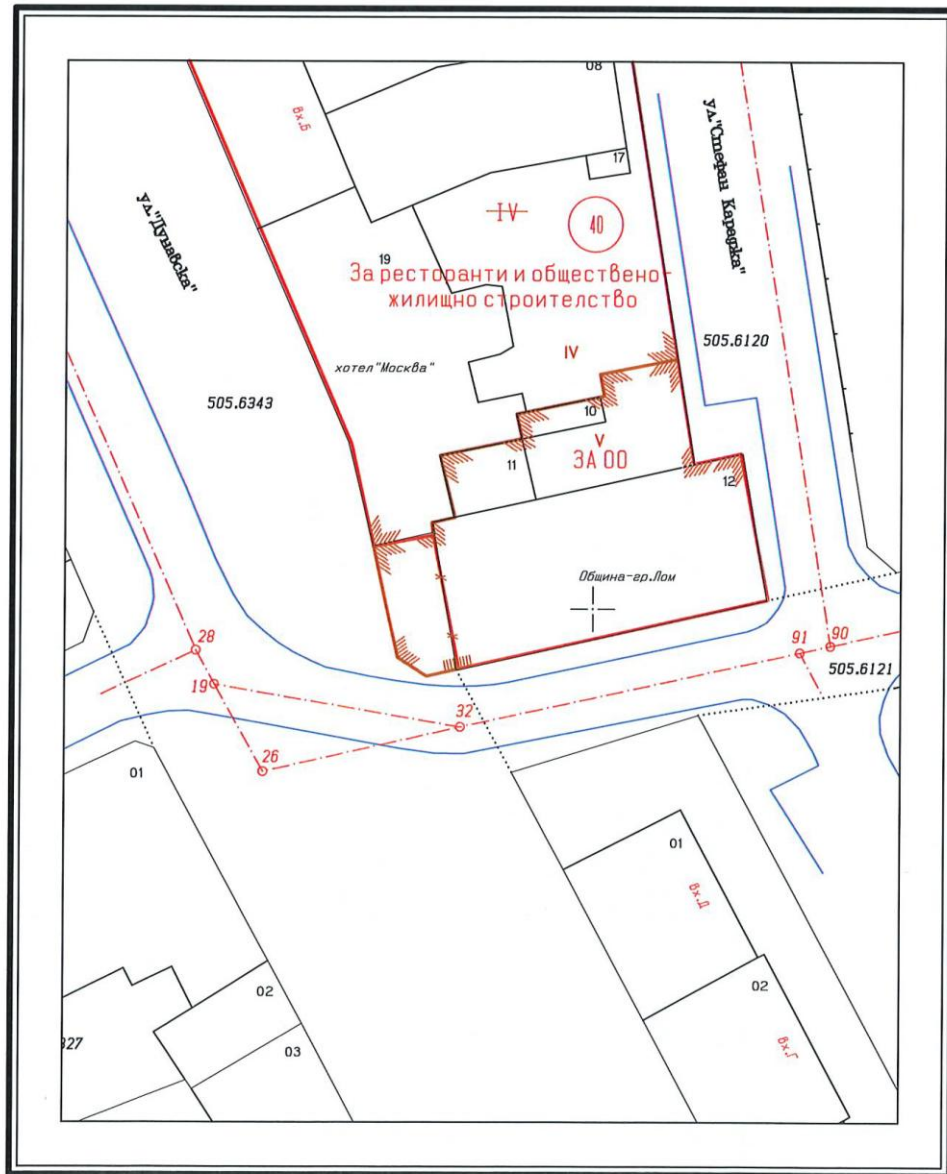 08
вх.Б
17
ул."Стефан Караджа"
ул."Дунавска"
IV
40
19
За ресторанти и обществено-
жилищно строителство
505.6120
IV
хотел"Москва"
505.6343
10
V
11
ЗА ОО
12
Община-гр.Лом
28
91
90
19
505.6121
32
26
01
01
вх.Д
02
02
03
327
вх.Г